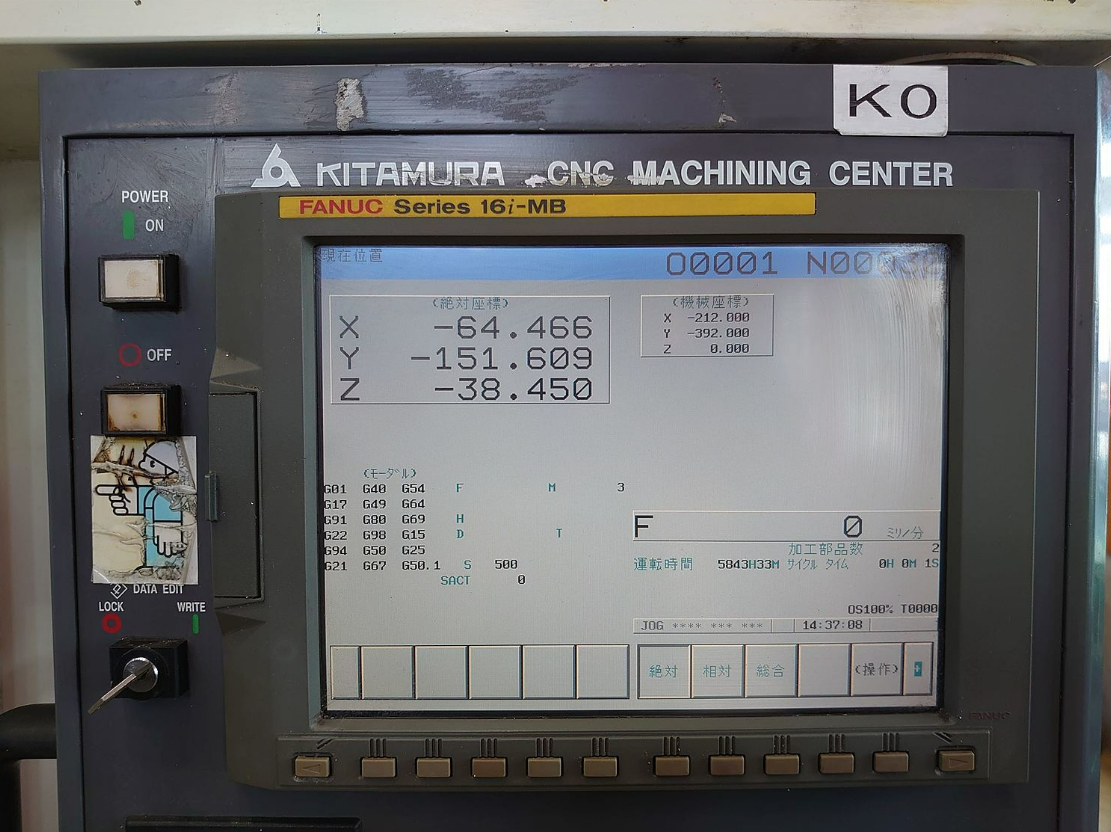 KO
KITAMURA CNC MACHINING CENTER
FANUC Series 16i-MB
POWER
ON
OFF
DATA EDIT
LOCK
WRITE
現在位置 O0001
(絶対座標)
X -64.466
Y -151.609
Z -38.450
(機械座標)
X -212.000
Y -392.000
Z 0.000
(モーダル)
G01 G40 G54 F M 3
G17 G49 G64
G91 G80 G69 H
G22 G98 G15 D T
G94 G50 G25
G21 G67 G50.1 S 500
SACT 0
F 0 ミリ/分
加工部品数 2
運転時間 5843H33M サイクル タイム 0H 0M 1S
OS100% T0000
JOG **** *** *** 14:37:08
絶対 相対 総合 (操作) +
FANUC